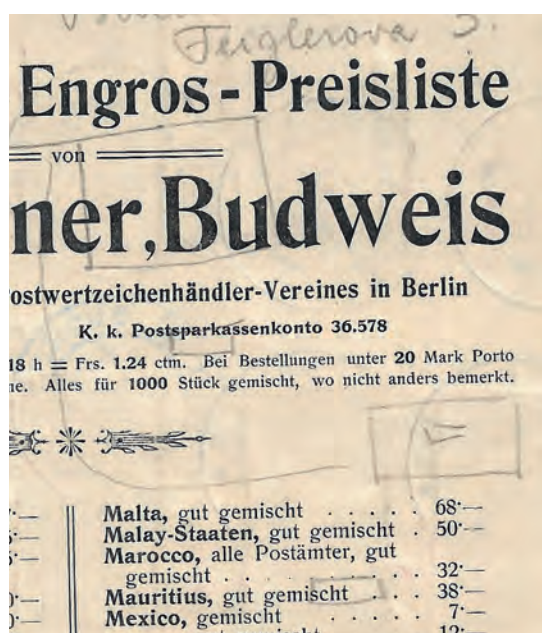 Feiglerova 5.
Engros - Preisliste
von
ner, Budweis
ostwertzeichenhändler-Vereines in Berlin
K. k. Postsparkassenkonto 36.578
18 h = Frs. 1.24 ctm. Bei Bestellungen unter 20 Mark Porto
ne. Alles für 1000 Stück gemischt, wo nicht anders bemerkt.
Malta, gut gemischt . . . . . 68·—
Malay-Staaten, gut gemischt . 50·—
Marocco, alle Postämter, gut
gemischt . . . . . . . . . 32·—
Mauritius, gut gemischt . . . 38·—
Mexico, gemischt . . . . . 7·—